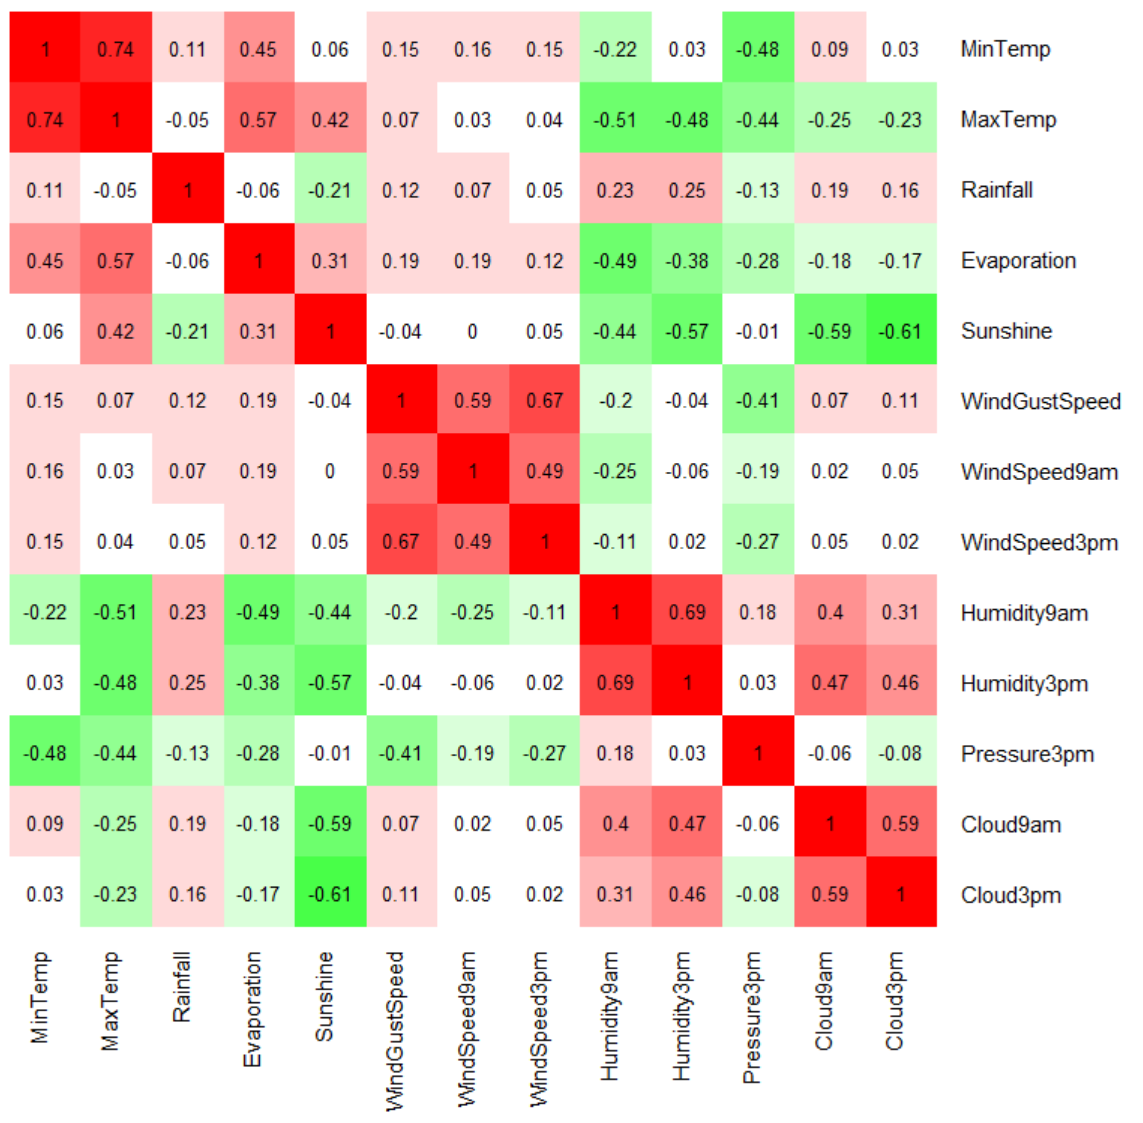 1 0.74 0.11 0.45 0.06 0.15 0.16 0.15 -0.22 0.03 -0.48 0.09 0.03 MinTemp
0.74 1 -0.05 0.57 0.42 0.07 0.03 0.04 -0.51 -0.48 -0.44 -0.25 -0.23 MaxTemp
0.11 -0.05 1 -0.06 -0.21 0.12 0.07 0.05 0.23 0.25 -0.13 0.19 0.16 Rainfall
0.45 0.57 -0.06 1 0.31 0.19 0.19 0.12 -0.49 -0.38 -0.28 -0.18 -0.17 Evaporation
0.06 0.42 -0.21 0.31 1 -0.04 0 0.05 -0.44 -0.57 -0.01 -0.59 -0.61 Sunshine
0.15 0.07 0.12 0.19 -0.04 1 0.59 0.67 -0.2 -0.04 -0.41 0.07 0.11 WindGustSpeed
0.16 0.03 0.07 0.19 0 0.59 1 0.49 -0.25 -0.06 -0.19 0.02 0.05 WindSpeed9am
0.15 0.04 0.05 0.12 0.05 0.67 0.49 1 -0.11 0.02 -0.27 0.05 0.02 WindSpeed3pm
-0.22 -0.51 0.23 -0.49 -0.44 -0.2 -0.25 -0.11 1 0.69 0.18 0.4 0.31 Humidity9am
0.03 -0.48 0.25 -0.38 -0.57 -0.04 -0.06 0.02 0.69 1 0.03 0.47 0.46 Humidity3pm
-0.48 -0.44 -0.13 -0.28 -0.01 -0.41 -0.19 -0.27 0.18 0.03 1 -0.06 -0.08 Pressure3pm
0.09 -0.25 0.19 -0.18 -0.59 0.07 0.02 0.05 0.4 0.47 -0.06 1 0.59 Cloud9am
0.03 -0.23 0.16 -0.17 -0.61 0.11 0.05 0.02 0.31 0.46 -0.08 0.59 1 Cloud3pm
MinTemp
MaxTemp
Rainfall
Evaporation
Sunshine
WindGustSpeed
WindSpeed9am
WindSpeed3pm
Humidity9am
Humidity3pm
Pressure3pm
Cloud9am
Cloud3pm